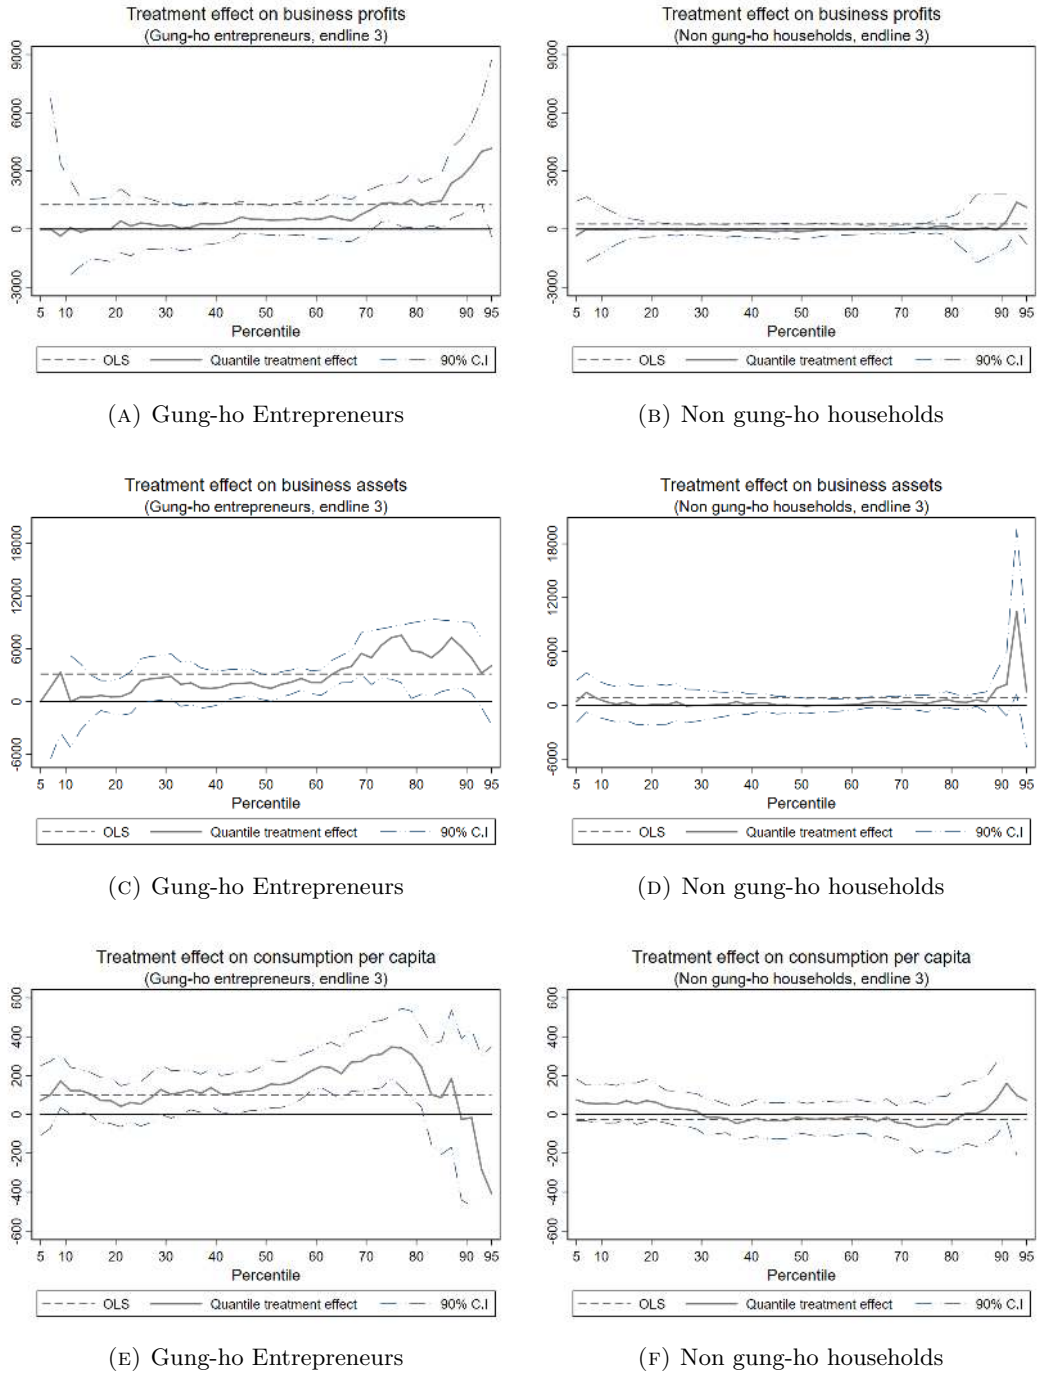 Treatment effect on business profits
(Gung-ho entrepreneurs, endline 3)
9000
6000
3000
0
-3000
5 10 20 30 40 50 60 70 80 90 95
Percentile
OLS Quantile treatment effect 90% C.I
(A) Gung-ho Entrepreneurs
Treatment effect on business profits
(Non gung-ho households, endline 3)
9000
6000
3000
0
-3000
5 10 20 30 40 50 60 70 80 90 95
Percentile
OLS Quantile treatment effect 90% C.I
(B) Non gung-ho households
Treatment effect on business assets
(Gung-ho entrepreneurs, endline 3)
18000
12000
6000
0
-6000
5 10 20 30 40 50 60 70 80 90 95
Percentile
OLS Quantile treatment effect 90% C.I
(C) Gung-ho Entrepreneurs
Treatment effect on business assets
(Non gung-ho households, endline 3)
18000
12000
6000
0
-6000
5 10 20 30 40 50 60 70 80 90 95
Percentile
OLS Quantile treatment effect 90% C.I
(D) Non gung-ho households
Treatment effect on consumption per capita
(Gung-ho entrepreneurs, endline 3)
600
400
200
0
-200
-400
-600
5 10 20 30 40 50 60 70 80 90 95
Percentile
OLS Quantile treatment effect 90% C.I
(E) Gung-ho Entrepreneurs
Treatment effect on consumption per capita
(Non gung-ho households, endline 3)
600
400
200
0
-200
-400
-600
5 10 20 30 40 50 60 70 80 90 95
Percentile
OLS Quantile treatment effect 90% C.I
(F) Non gung-ho households